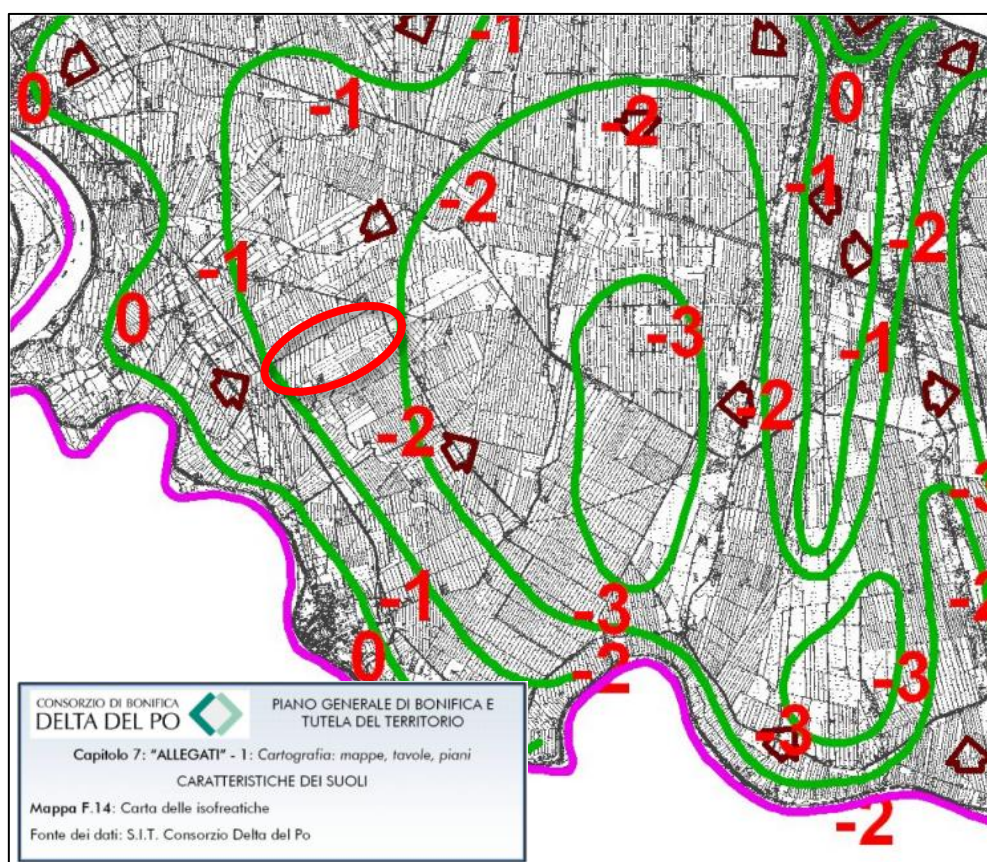 -1
0
-1
-2
0
-1
-2
-2
-1
0
-3
-1
-2
-2
-3
-1
-3
-2
0
-2
-3
-3
-2
CONSORZIO DI BONIFICA
DELTA DEL PO
PIANO GENERALE DI BONIFICA E
TUTELA DEL TERRITORIO
Capitolo 7: "ALLEGATI" - 1: Cartografia: mappe, tavole, piani
CARATTERISTICHE DEI SUOLI
Mappa F.14: Carta delle isofreatiche
Fonte dei dati: S.I.T. Consorzio Delta del Po